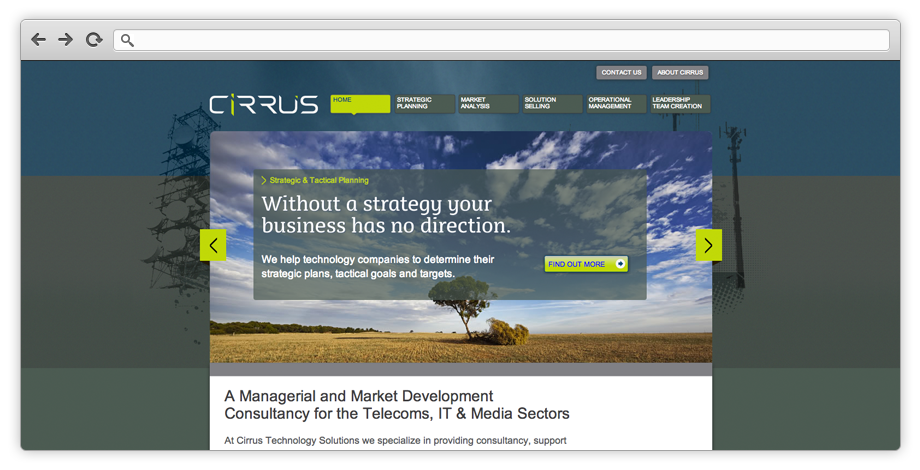 CONTACT US
ABOUT CIRRUS
CIRRUS
HOME
STRATEGIC
PLANNING
MARKET
ANALYSIS
SOLUTION
SELLING
OPERATIONAL
MANAGEMENT
LEADERSHIP
TEAM CREATION
Strategic & Tactical Planning
Without a strategy your
business has no direction.
We help technology companies to determine their
strategic plans, tactical goals and targets.
FIND OUT MORE
A Managerial and Market Development
Consultancy for the Telecoms, IT & Media Sectors
At Cirrus Technology Solutions we specialize in providing consultancy, support